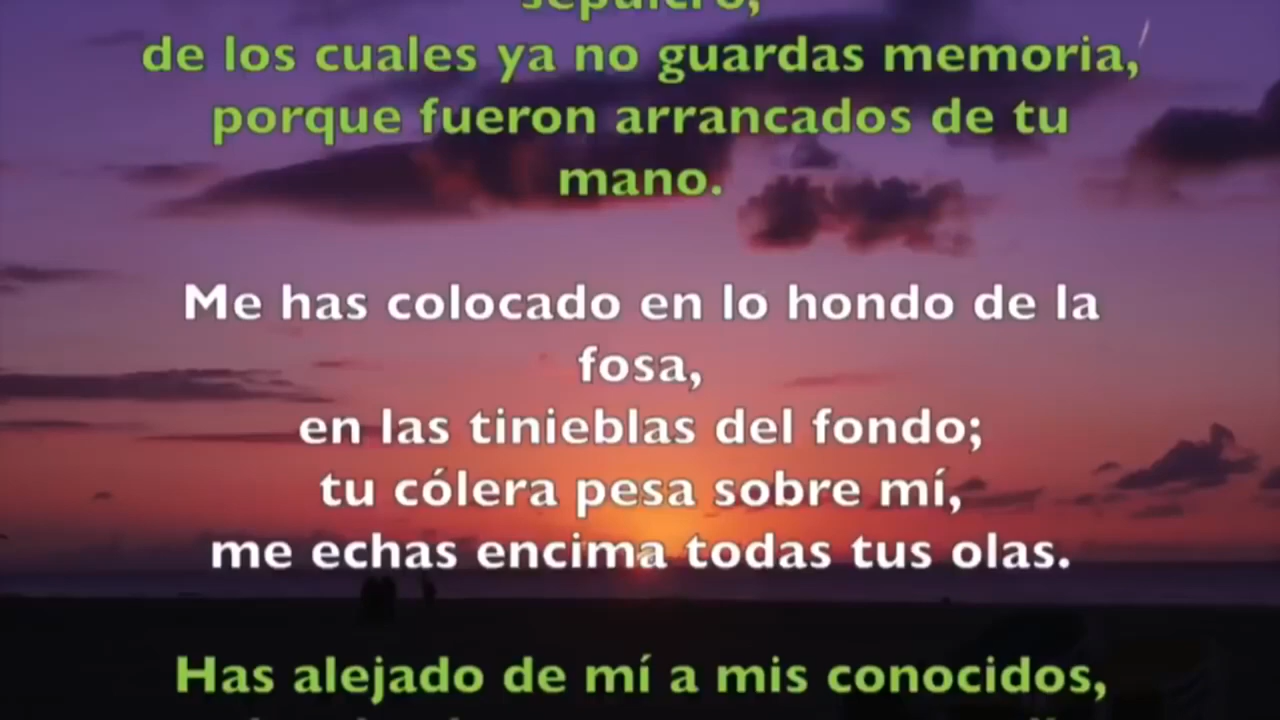 sepulcro,
de los cuales ya no guardas memoria,
porque fueron arrancados de tu
mano.
Me has colocado en lo hondo de la
fosa,
en las tinieblas del fondo;
tu cólera pesa sobre mí,
me echas encima todas tus olas.
Has alejado de mí a mis conocidos,